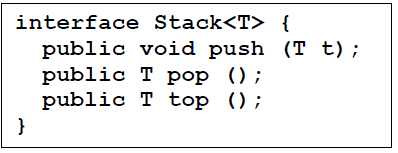 interface Stack<T> {
  public void push (T t);
  public T pop ();
  public T top ();
}